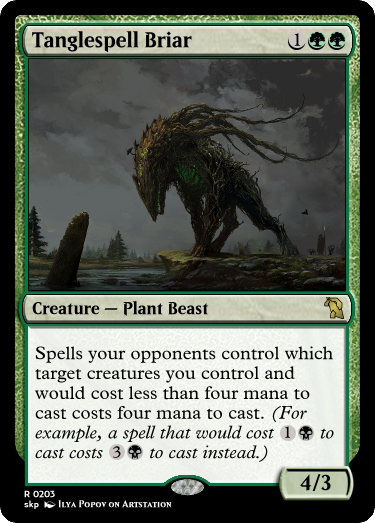 Tanglespell Briar 1
Creature — Plant Beast
Spells your opponents control which
target creatures you control and
would cost less than four mana to
cast costs four mana to cast. (For
example, a spell that would cost 1 to
cast costs 3 to cast instead.)
4/3
R 0203
skp Ilya Popov on Artstation